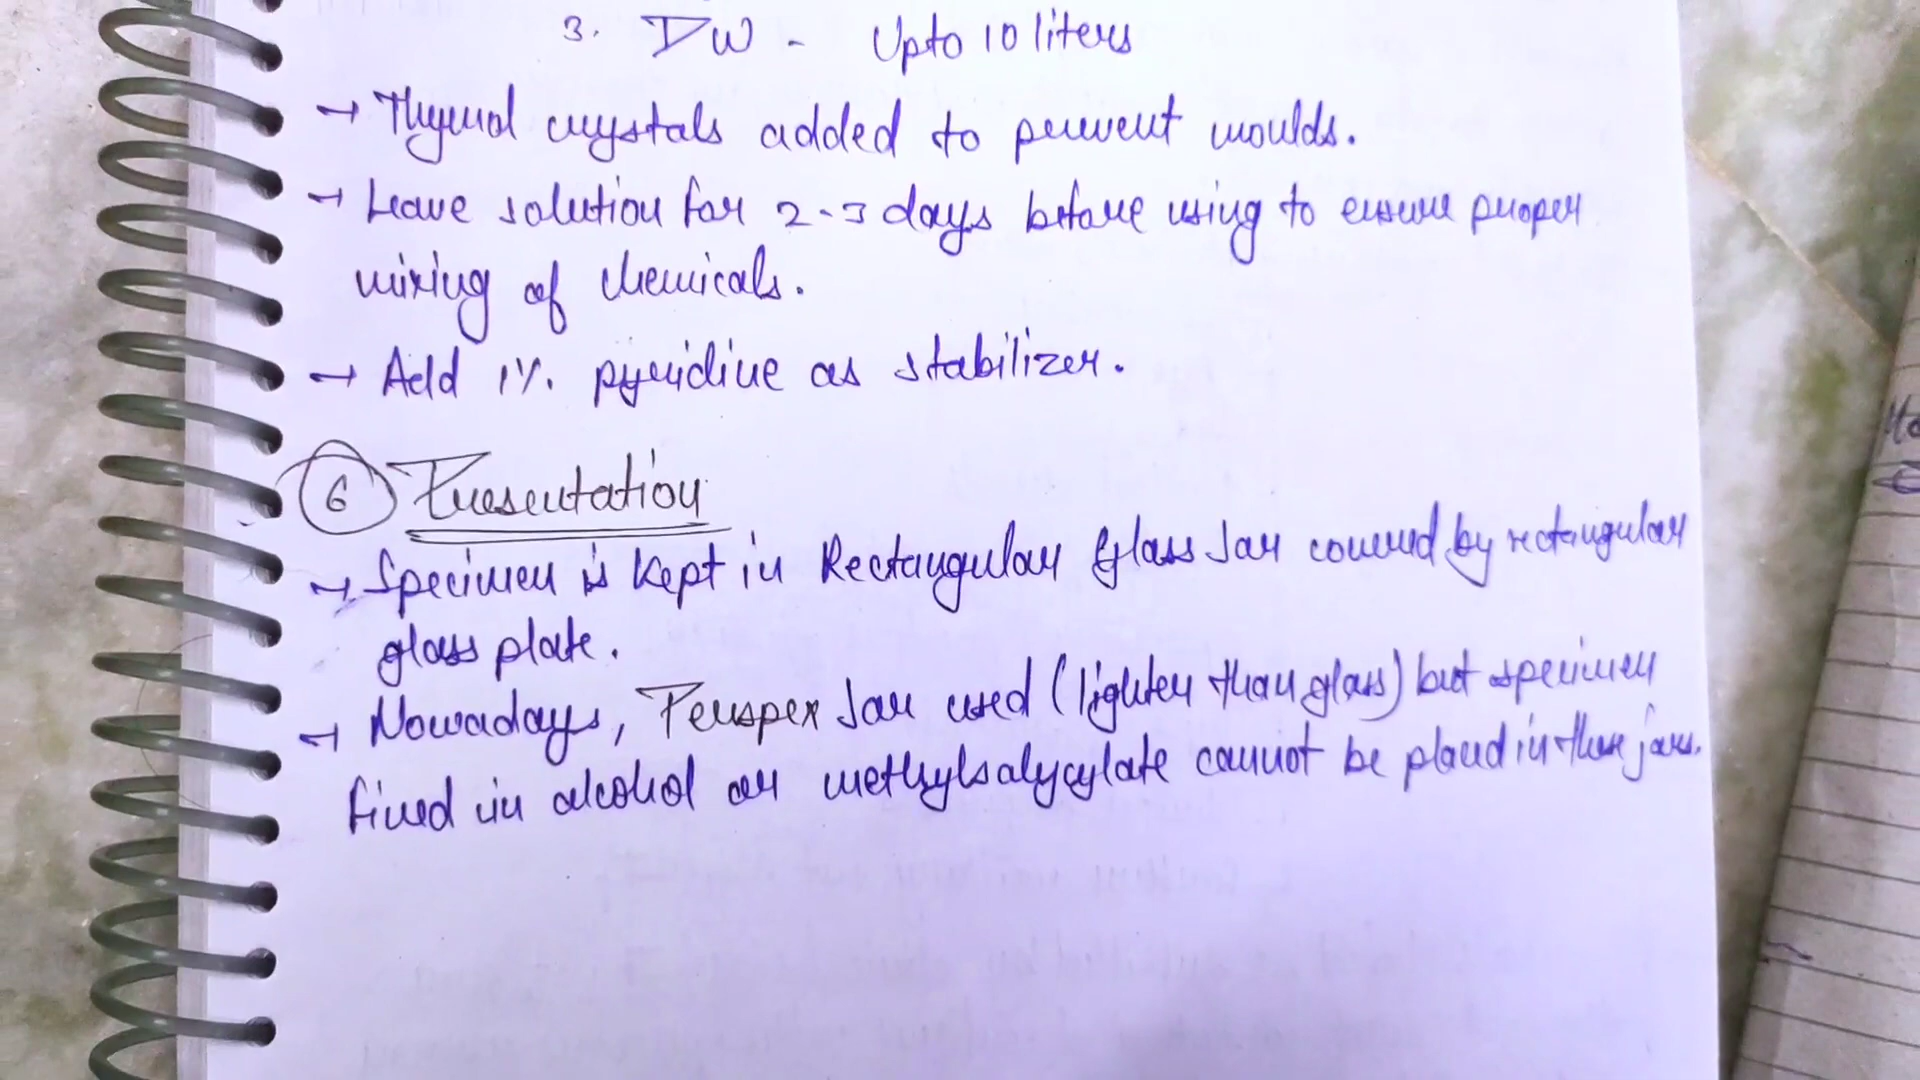 3. DW - Upto 10 liters
→ Thymol crystals added to prevent moulds.
→ Leave solution for 2-3 days before using to ensure proper
mixing of chemicals.
→ Add 1%. pyridine as stabilizer.
6 Presentation
→ Specimen is kept in Rectangular Glass Jar covered by rectangular
glass plate.
→ Nowadays, Perspex Jar used (lighter than glass) but specimen
fixed in alcohol or methylsalycylate cannot be placed in these jars.